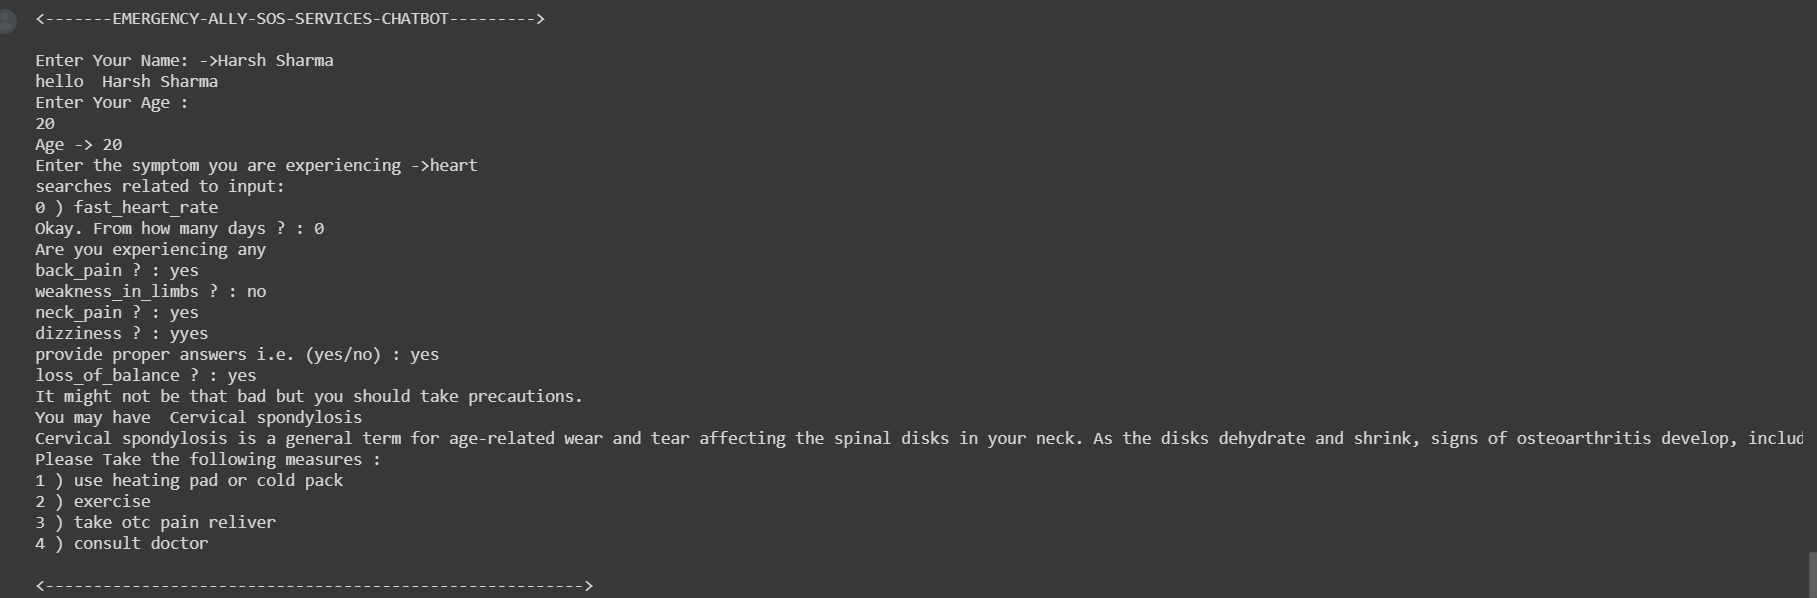 <-------EMERGENCY-ALLY-SOS-SERVICES-CHATBOT--------->
Enter Your Name: ->Harsh Sharma
hello  Harsh Sharma
Enter Your Age :
20
Age -> 20
Enter the symptom you are experiencing ->heart
searches related to input:
0 ) fast_heart_rate
Okay. From how many days ? : 0
Are you experiencing any
back_pain ? : yes
weakness_in_limbs ? : no
neck_pain ? : yes
dizziness ? : yyes
provide proper answers i.e. (yes/no) : yes
loss_of_balance ? : yes
It might not be that bad but you should take precautions.
You may have  Cervical spondylosis
Cervical spondylosis is a general term for age-related wear and tear affecting the spinal disks in your neck. As the disks dehydrate and shrink, signs of osteoarthritis develop, includ
Please Take the following measures :
1 ) use heating pad or cold pack
2 ) exercise
3 ) take otc pain reliver
4 ) consult doctor
<-------------------------------------------------------->